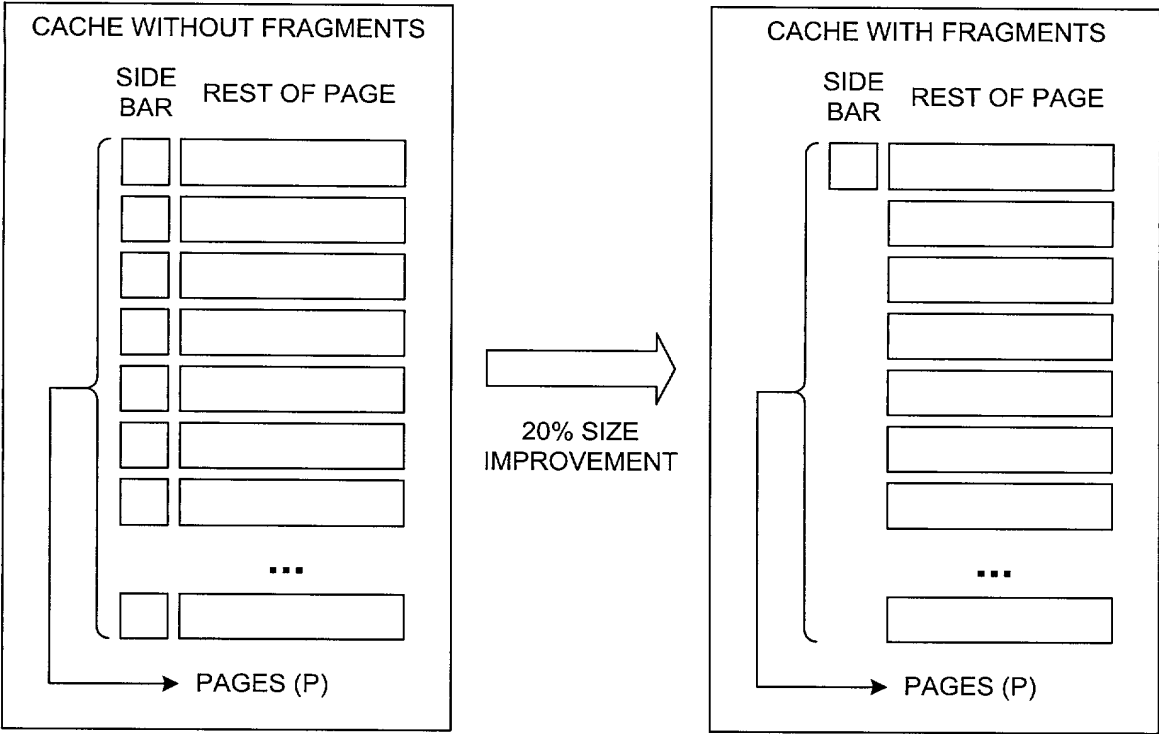 CACHE WITHOUT FRAGMENTS
SIDE
BAR
REST OF PAGE
...
PAGES (P)
20% SIZE
IMPROVEMENT
CACHE WITH FRAGMENTS
SIDE
BAR
REST OF PAGE
...
PAGES (P)